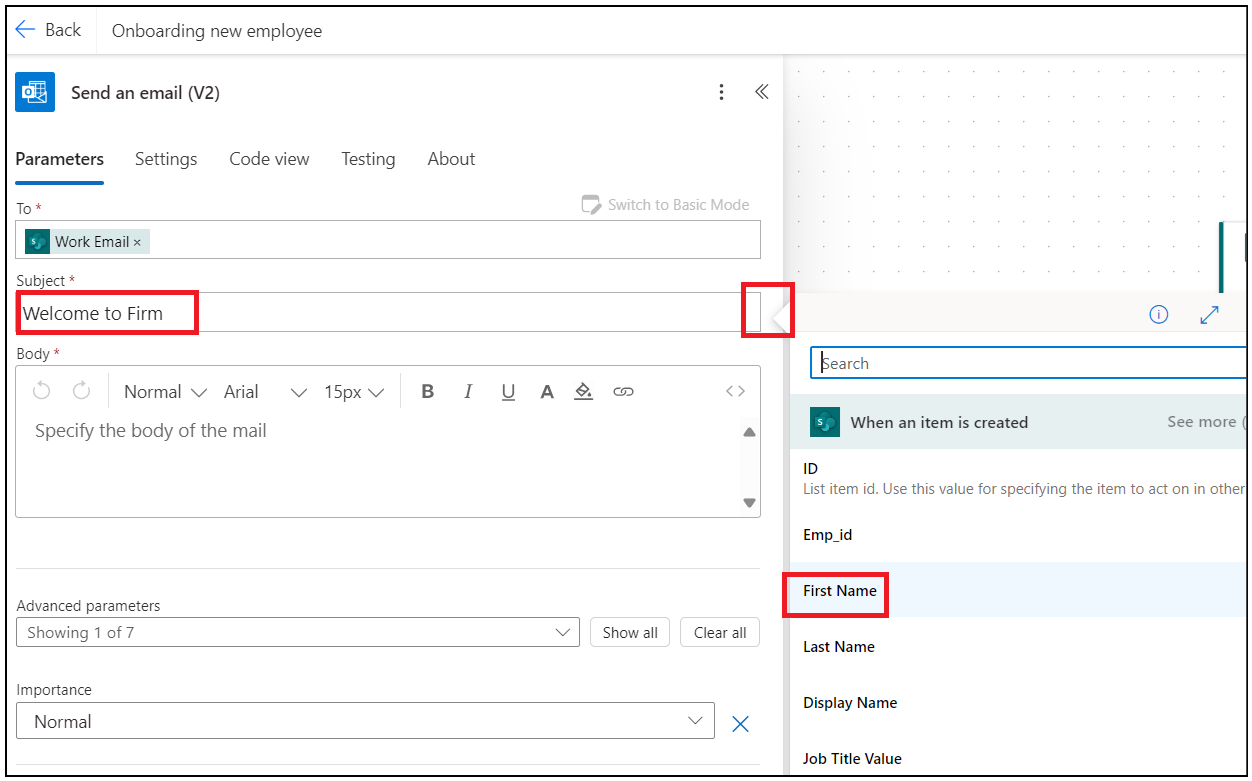 Back
Onboarding new employee
Send an email (V2)
Parameters Settings Code view Testing About
To *
Switch to Basic Mode
Work Email ×
Subject *
Welcome to Firm
Body *
Normal Arial 15px B I U A
Specify the body of the mail
Advanced parameters
Showing 1 of 7
Show all
Clear all
Importance
Normal
Search
When an item is created See more (
ID
List item id. Use this value for specifying the item to act on in other
Emp_id
First Name
Last Name
Display Name
Job Title Value